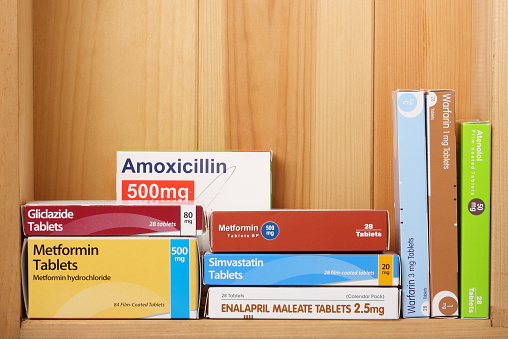 Amoxicillin
500mg
Gliclazide
Tablets
28 tablets
80
mg
Metformin
Tablets
Metformin hydrochloride
500
mg
84 Film-Coated Tablets
Metformin
Tablets BP
500
mg
28
Tablets
Simvastatin
Tablets
28 film-coated tablets
20
mg
28 Tablets
(Calendar Pack)
ENALAPRIL MALEATE TABLETS 2.5mg
Warfarin 3 mg Tablets
28
Tablets
Warfarin 1 mg Tablets
Atenolol
Film-coated Tablets
50
mg
28
Tablets